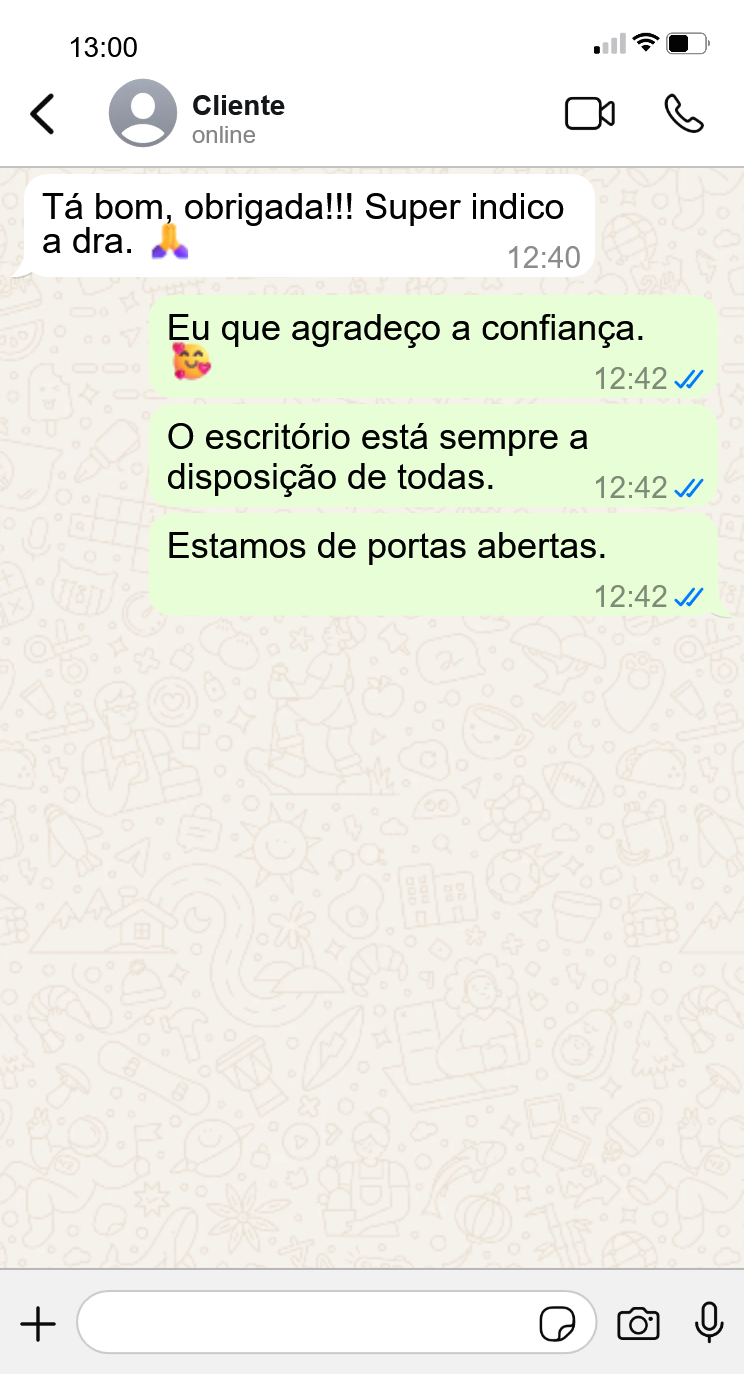 13:00
Cliente
online
Tá bom, obrigada!!! Super indico
a dra. 🙏
12:40
Eu que agradeço a confiança.
🥰
12:42
O escritório está sempre a
disposição de todas.
12:42
Estamos de portas abertas.
12:42